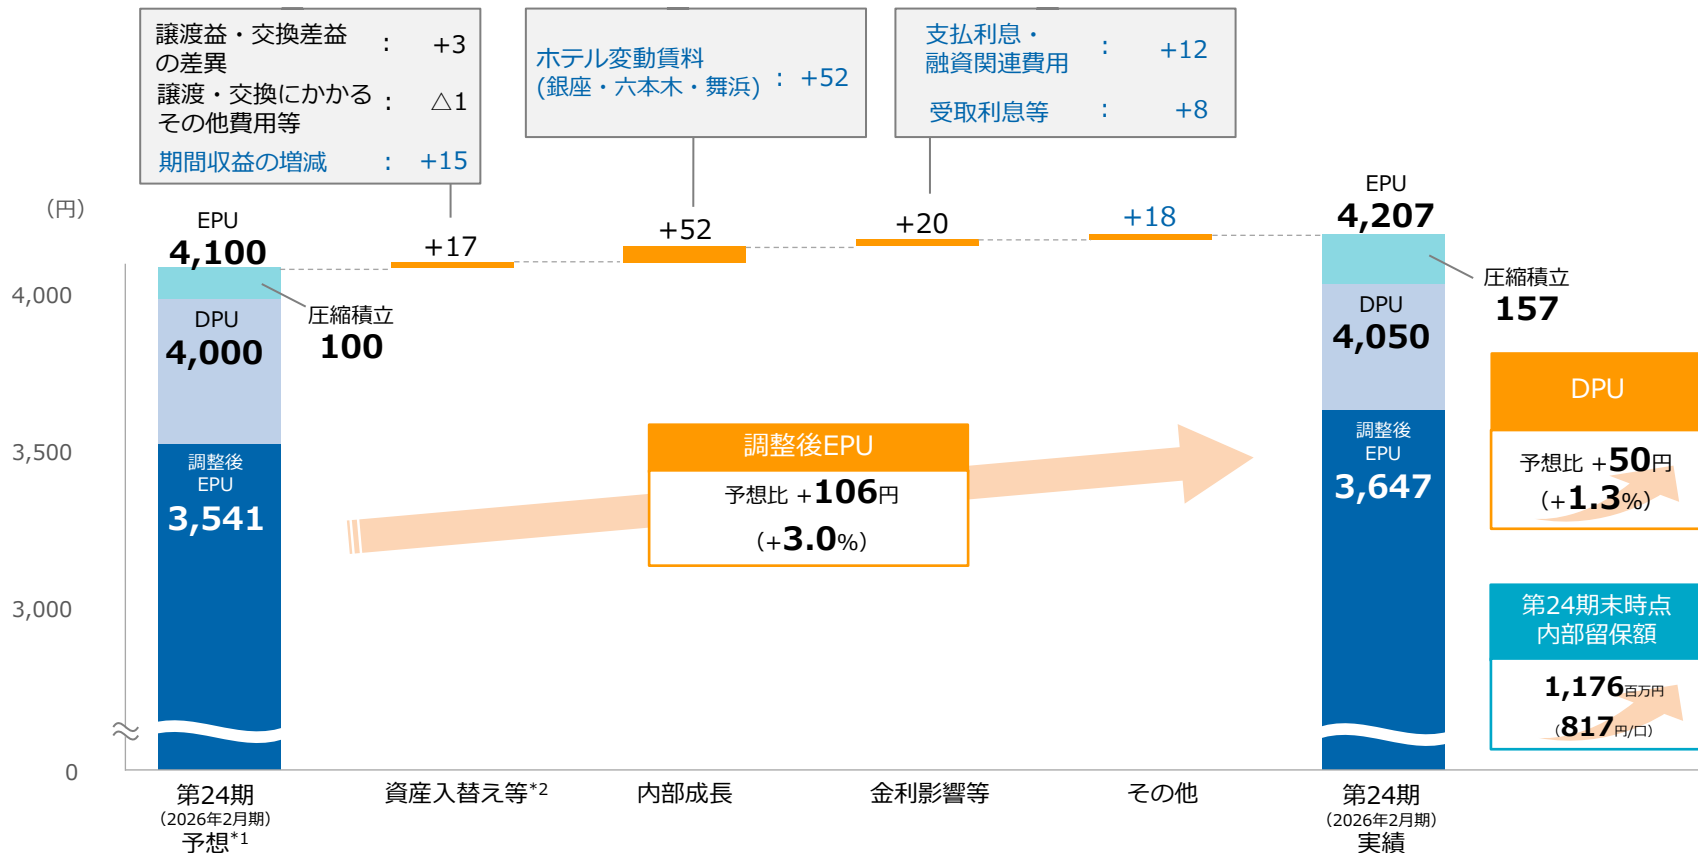 譲渡益・交換差益
の差異 : +3
譲渡・交換にかかる
その他費用等 : △1
期間収益の増減 : +15
ホテル変動賃料
(銀座・六本木・舞浜) : +52
支払利息・
融資関連費用 : +12
受取利息等 : +8
（円）
4,000
3,500
3,000
0
EPU
4,100
圧縮積立
100
DPU
4,000
調整後
EPU
3,541
+17
+52
+20
+18
調整後EPU
予想比 +106円
（+3.0%）
EPU
4,207
圧縮積立
157
DPU
4,050
調整後
EPU
3,647
DPU
予想比 +50円
（+1.3%）
第24期末時点
内部留保額
1,176百万円
（817円/口）
第24期
（2026年2月期）
予想*1
資産入替え等*2
内部成長
金利影響等
その他
第24期
（2026年2月期）
実績